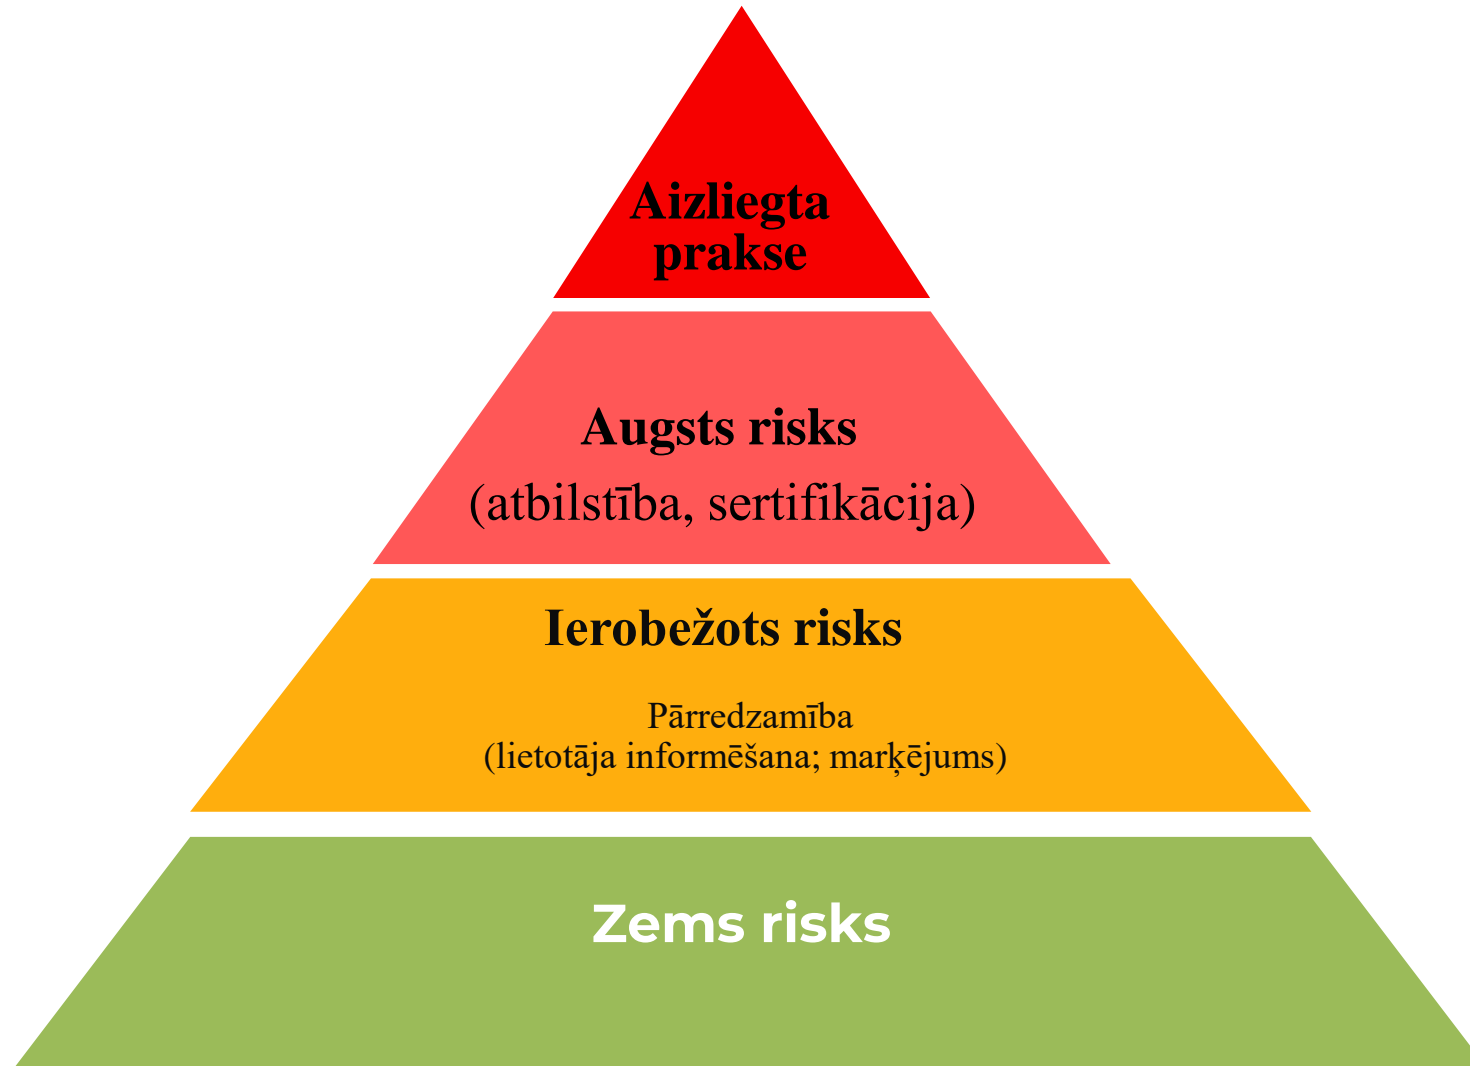 Aizliegta
prakse
Augsts risks
(atbilstība, sertifikācija)
Ierobežots risks
Pārredzamība
(lietotāja informēšana; marķējums)
Zems risks